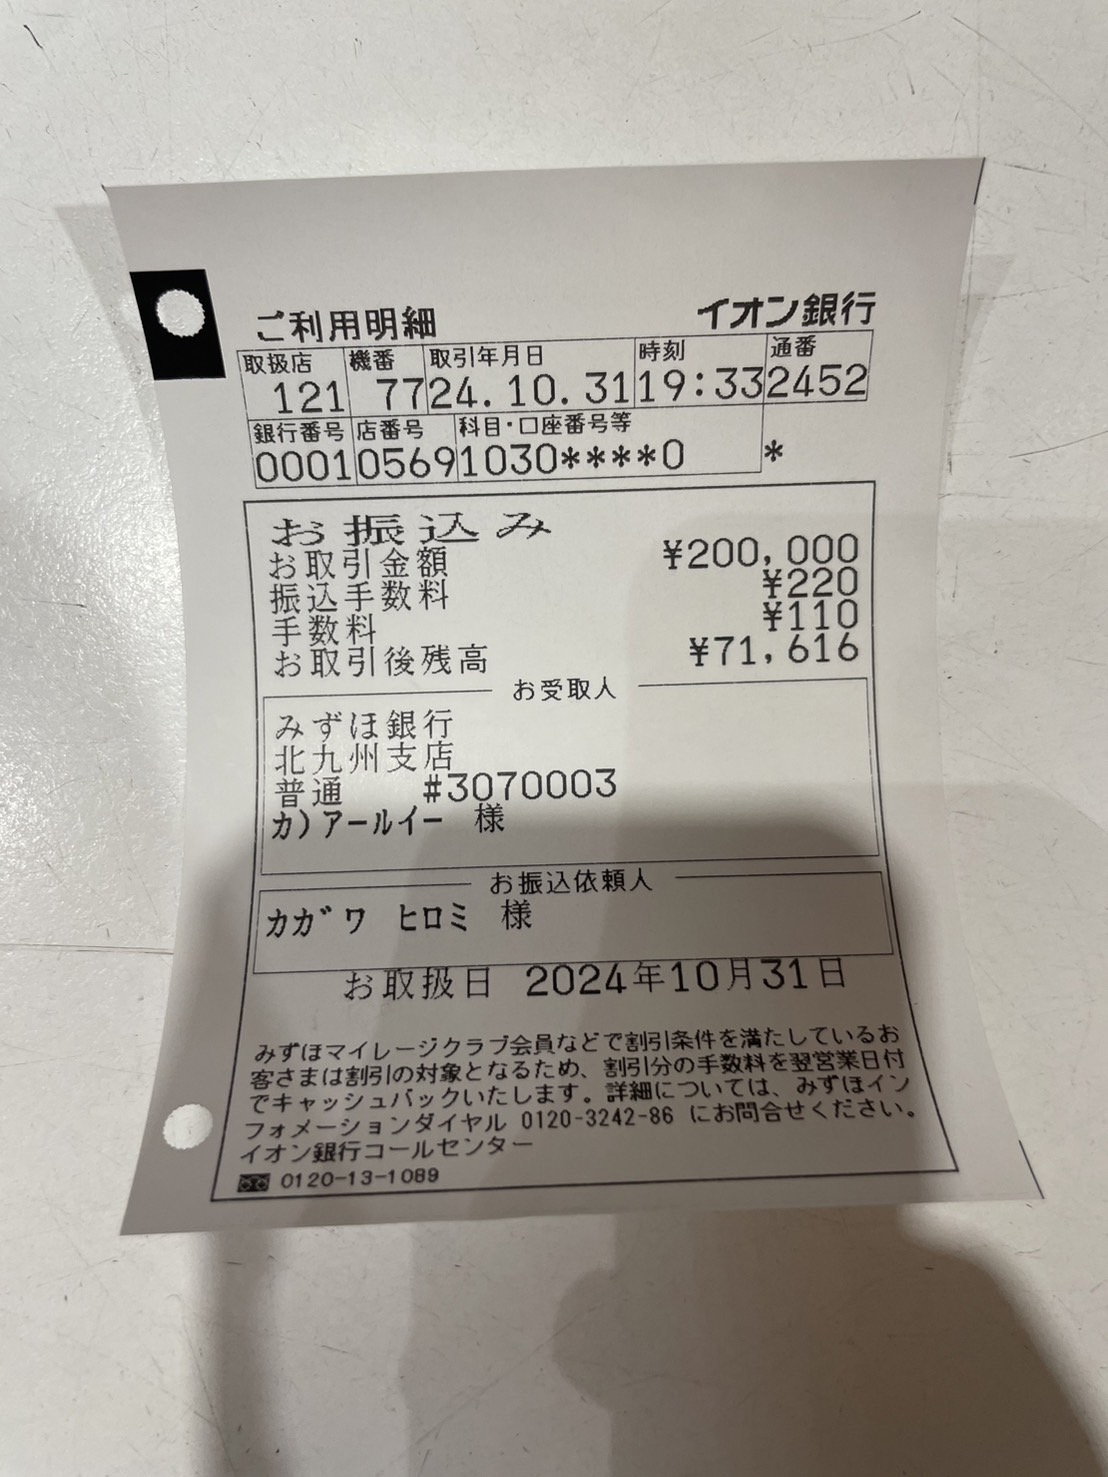 ご利用明細 イオン銀行
取扱店 機番 取引年月日 時刻 通番
121 77 24.10.31 19:33 2452
銀行番号 店番号 科目・口座番号等
0001 0569 1030****0 *
お振込み
お取引金額 ¥200,000
振込手数料 ¥220
手数料 ¥110
お取引後残高 ¥71,616
お受取人
みずほ銀行
北九州支店
普通 #3070003
カ)アールイー 様
お振込依頼人
カガワ ヒロミ 様
お取扱日 2024年10月31日
みずほマイレージクラブ会員などで割引条件を満たしているお
客さまは割引の対象となるため、割引分の手数料を翌営業日付
でキャッシュバックいたします。詳細については、みずほイン
フォメーションダイヤル 0120-3242-86 にお問合せください。
イオン銀行コールセンター
0120-13-1089